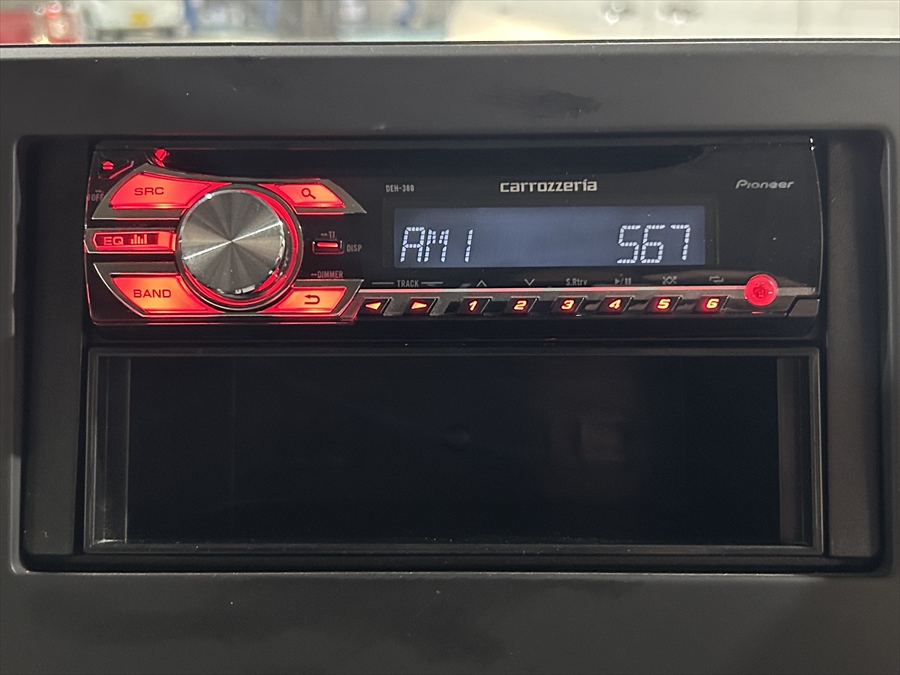 SRC
OFF
EQ
BAND
DISP
DIMMER
DEH-380
carrozzeria
Pioneer
AM1 567
TRACK
S.Rtrv
1 2 3 4 5 6